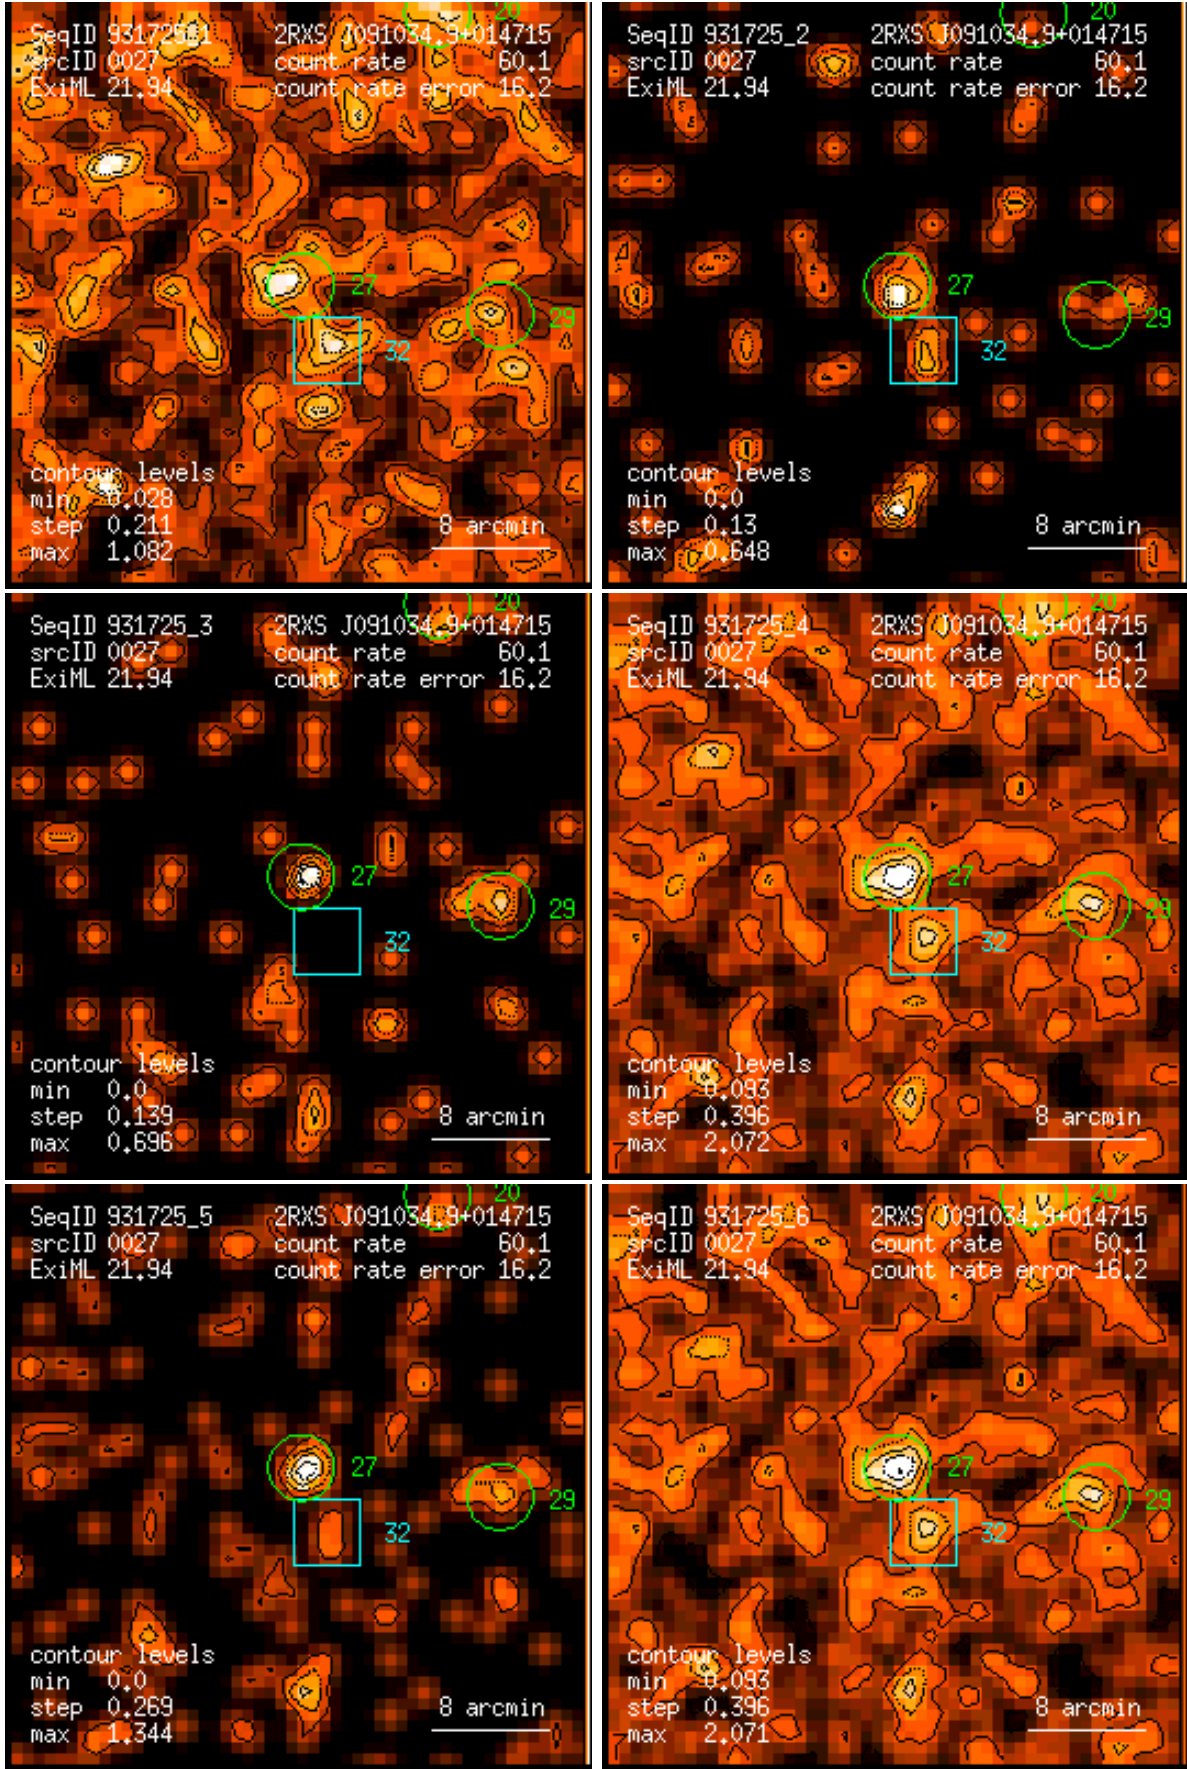 20
SeqID 931725_1 2RXS J091034.9+014715
srcID 0027 count rate 60.1
ExiML 21.94 count rate error 16.2
27
29
32
contour levels
min 0.028
step 0.211
max 1.082
8 arcmin
20
SeqID 931725_2 2RXS J091034.9+014715
srcID 0027 count rate 60.1
ExiML 21.94 count rate error 16.2
27
29
32
contour levels
min 0.0
step 0.13
max 0.648
8 arcmin
20
SeqID 931725_3 2RXS J091034.9+014715
srcID 0027 count rate 60.1
ExiML 21.94 count rate error 16.2
27
29
32
contour levels
min 0.0
step 0.139
max 0.696
8 arcmin
20
SeqID 931725_4 2RXS J091034.9+014715
srcID 0027 count rate 60.1
ExiML 21.94 count rate error 16.2
27
29
32
contour levels
min 0.093
step 0.396
max 2.072
8 arcmin
20
SeqID 931725_5 2RXS J091034.9+014715
srcID 0027 count rate 60.1
ExiML 21.94 count rate error 16.2
27
29
32
contour levels
min 0.0
step 0.269
max 1.344
8 arcmin
20
SeqID 931725_6 2RXS J091034.9+014715
srcID 0027 count rate 60.1
ExiML 21.94 count rate error 16.2
27
29
32
contour levels
min 0.093
step 0.396
max 2.071
8 arcmin